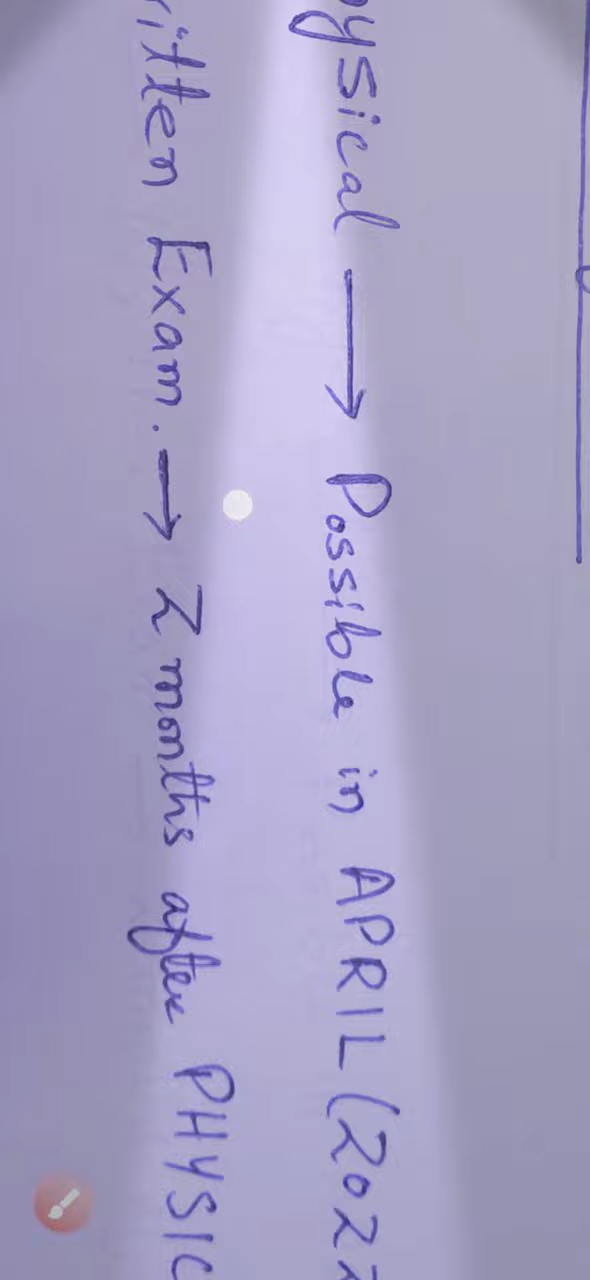 ysical → Possible in APRIL (202
ritten Exam. → 2 months after PHYSIC